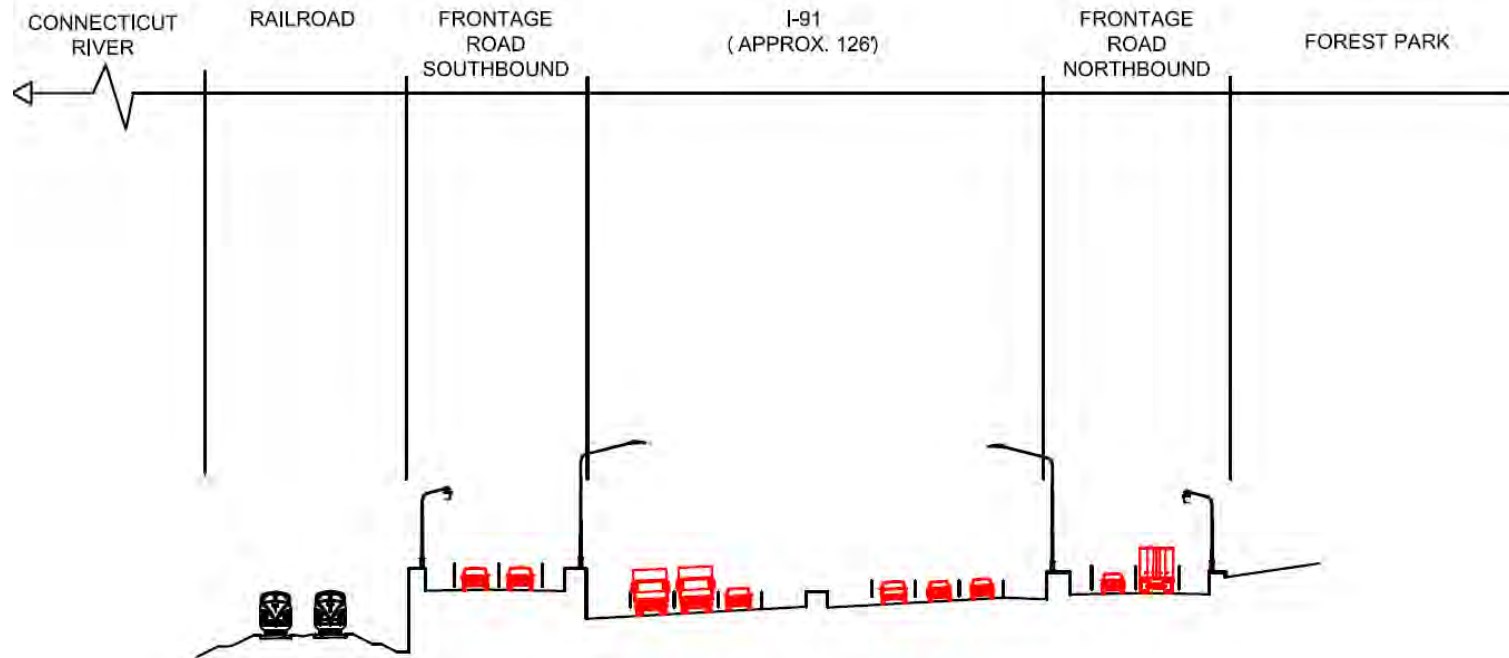 CONNECTICUT
RIVER
RAILROAD
FRONTAGE
ROAD
SOUTHBOUND
I-91
( APPROX. 126')
FRONTAGE
ROAD
NORTHBOUND
FOREST PARK